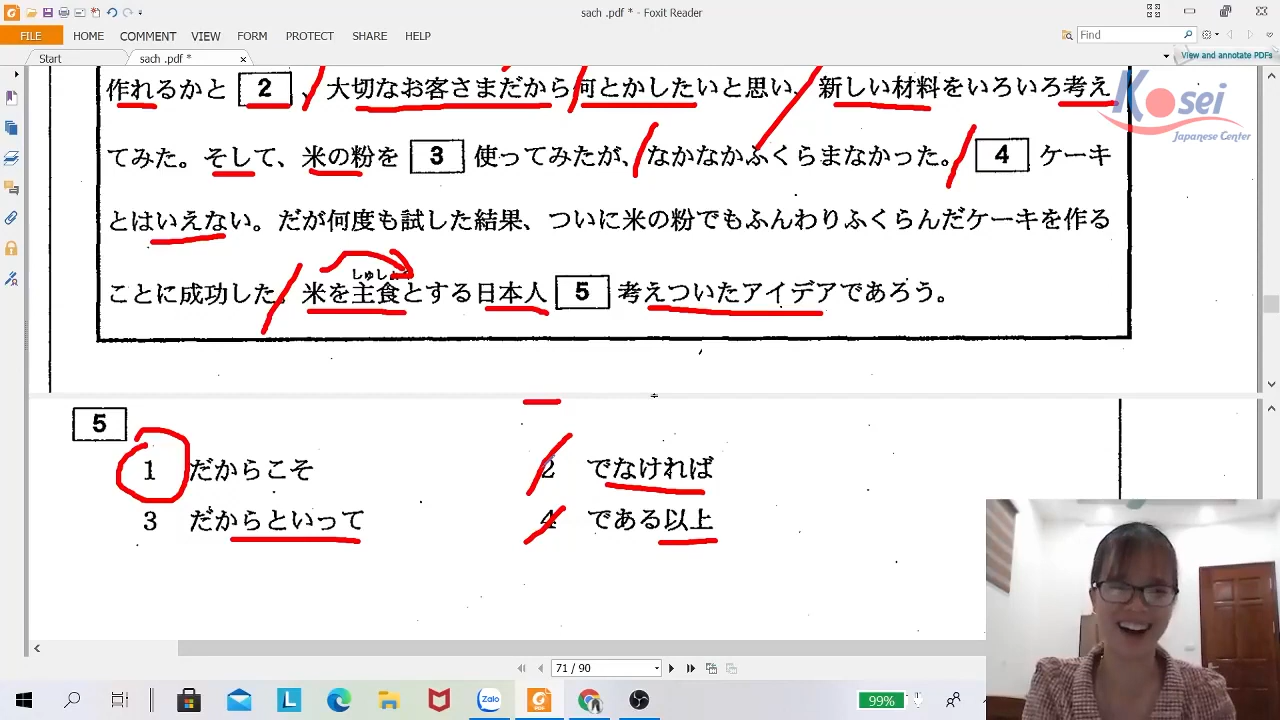 sach .pdf * - Foxit Reader
FILE HOME COMMENT VIEW FORM PROTECT SHARE HELP
Find
Start sach .pdf *
View and annotate PDFs
Kosei
Japanese Center
作れるかと 2 、大切なお客さまだから何とかしたいと思い、新しい材料をいろいろ考え
てみた。そして、米の粉を 3 使ってみたが、なかなかふくらまなかった。 4 ケーキ
とはいえない。だが何度も試した結果、ついに米の粉でもふんわりふくらんだケーキを作る
ことに成功した。米を主食とする日本人 5 考えついたアイデアであろう。
5
1 だからこそ 2 でなければ
3 だからといって 4 である以上
71 / 90
Zalo
99%